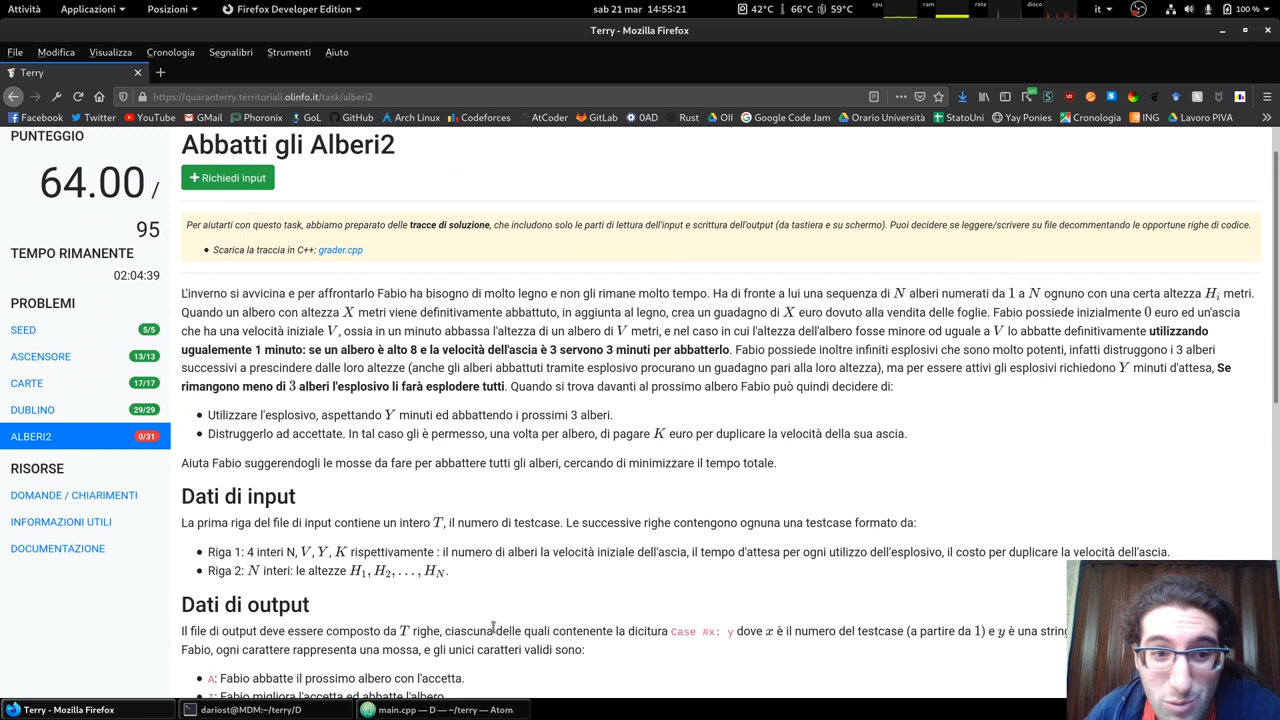 Attività Applicazioni Posizioni Firefox Developer Edition sab 21 mar 14:55:21 cpu ram rete disco 42°C 66°C 59°C it 100 %
Terry - Mozilla Firefox
File Modifica Visualizza Cronologia Segnalibri Strumenti Aiuto
Terry
https://quaranterry.territoriali.olinfo.it/task/alberi2
Facebook Twitter YouTube GMail Phoronix GoL GitHub Arch Linux Codeforces AtCoder GitLab OAD Rust OII Google Code Jam Orario Università StatoUni Yay Ponies Cronologia ING Lavoro PIVA
PUNTEGGIO
64.00 /
95
TEMPO RIMANENTE
02:04:39
PROBLEMI
SEED 5/5
ASCENSORE 13/13
CARTE 17/17
DUBLINO 29/29
ALBERI2 0/31
RISORSE
DOMANDE / CHIARIMENTI
INFORMAZIONI UTILI
DOCUMENTAZIONE
Abbatti gli Alberi2
Richiedi input
Per aiutarti con questo task, abbiamo preparato delle tracce di soluzione, che includono solo le parti di lettura dell'input e scrittura dell'output (da tastiera e su schermo). Puoi decidere se leggere/scrivere su file decommentando le opportune righe di codice.
• Scarica la traccia in C++: grader.cpp
L'inverno si avvicina e per affrontarlo Fabio ha bisogno di molto legno e non gli rimane molto tempo. Ha di fronte a lui una sequenza di N alberi numerati da 1 a N ognuno con una certa altezza H_i metri.
Quando un albero con altezza X metri viene definitivamente abbattuto, in aggiunta al legno, crea un guadagno di X euro dovuto alla vendita delle foglie. Fabio possiede inizialmente 0 euro ed un'ascia
che ha una velocità iniziale V, ossia in un minuto abbassa l'altezza di un albero di V metri, e nel caso in cui l'altezza dell'albero fosse minore od uguale a V lo abbatte definitivamente utilizzando
ugualemente 1 minuto: se un albero è alto 8 e la velocità dell'ascia è 3 servono 3 minuti per abbatterlo. Fabio possiede inoltre infiniti esplosivi che sono molto potenti, infatti distruggono i 3 alberi
successivi a prescindere dalle loro altezze (anche gli alberi abbattuti tramite esplosivo procurano un guadagno pari alla loro altezza), ma per essere attivi gli esplosivi richiedono Y minuti d'attesa, Se
rimangono meno di 3 alberi l'esplosivo li farà esplodere tutti. Quando si trova davanti al prossimo albero Fabio può quindi decidere di:
• Utilizzare l'esplosivo, aspettando Y minuti ed abbattendo i prossimi 3 alberi.
• Distruggerlo ad accettate. In tal caso gli è permesso, una volta per albero, di pagare K euro per duplicare la velocità della sua ascia.
Aiuta Fabio suggerendogli le mosse da fare per abbattere tutti gli alberi, cercando di minimizzare il tempo totale.
Dati di input
La prima riga del file di input contiene un intero T, il numero di testcase. Le successive righe contengono ognuna una testcase formato da:
• Riga 1: 4 interi N, V, Y, K rispettivamente : il numero di alberi la velocità iniziale dell'ascia, il tempo d'attesa per ogni utilizzo dell'esplosivo, il costo per duplicare la velocità dell'ascia.
• Riga 2: N interi: le altezze H_1, H_2, . . . , H_N.
Dati di output
Il file di output deve essere composto da T righe, ciascuna delle quali contenente la dicitura Case #x: y dove x è il numero del testcase (a partire da 1) e y è una string
Fabio, ogni carattere rappresenta una mossa, e gli unici caratteri validi sono:
• A: Fabio abbatte il prossimo albero con l'accetta.
Fabio migliora l'accetta ed abbatte l'albero
Terry - Mozilla Firefox dariost@MDM:~/terry/D main.cpp — D — ~/terry — Atom